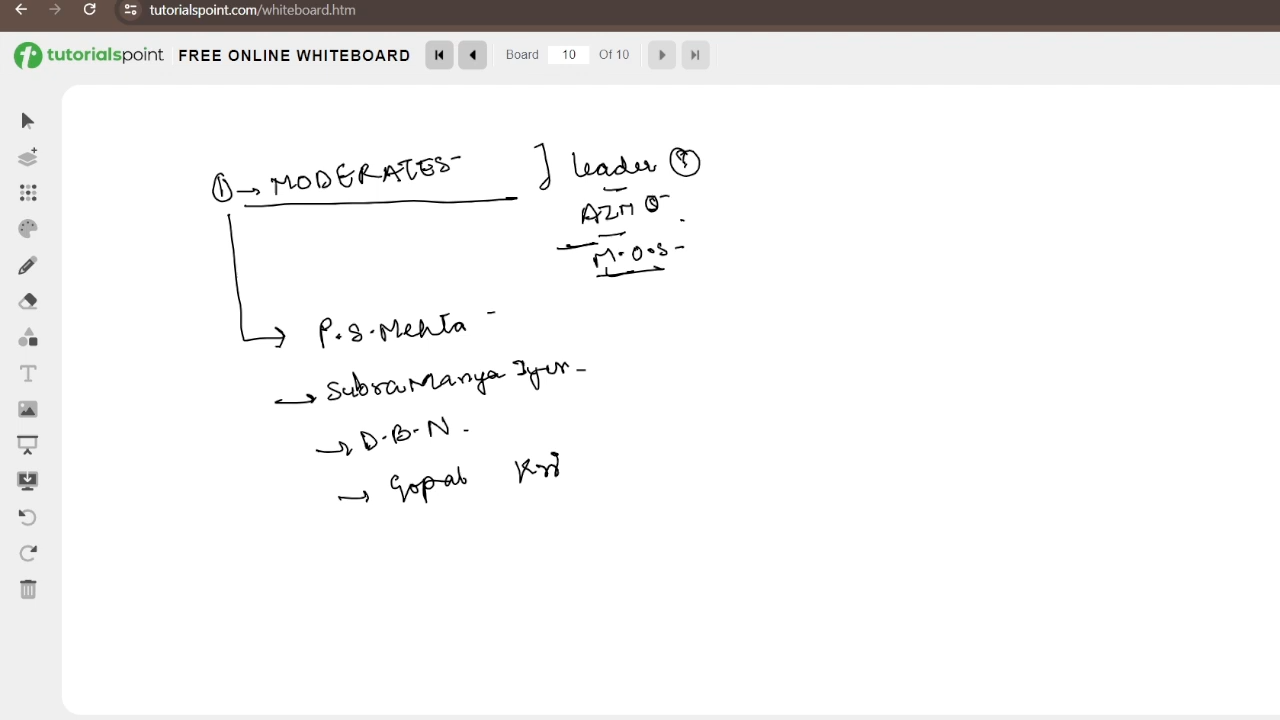 tutorialspoint.com/whiteboard.htm
tutorialspoint FREE ONLINE WHITEBOARD Board 10 Of 10
① → MODERATES ] leader ?
AIM
M.O.S
P.S.Mehta
→ SubraManya Iyer
→ D.B.N.
→ Gopal Kri